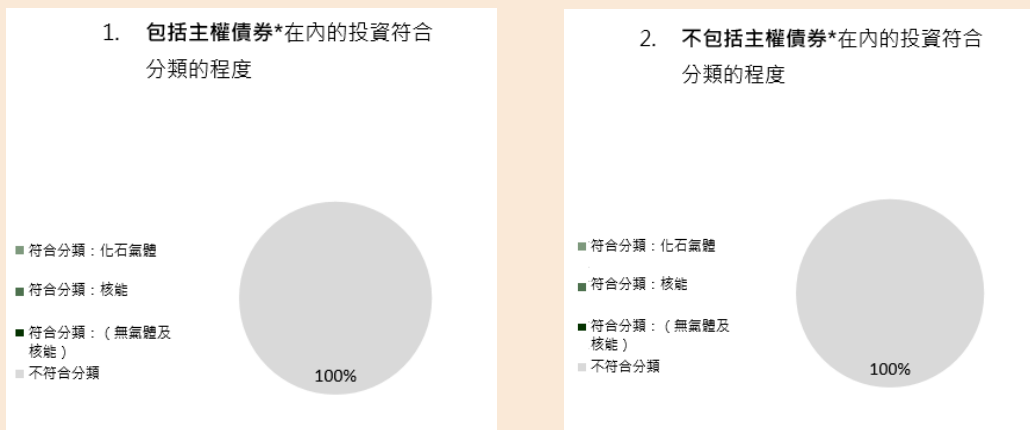 1. 包括主權債券*在內的投資符合
分類的程度
符合分類：化石氣體
符合分類：核能
符合分類：（無氣體及
核能）
不符合分類
100%
2. 不包括主權債券*在內的投資符合
分類的程度
符合分類：化石氣體
符合分類：核能
符合分類：（無氣體及
核能）
不符合分類
100%